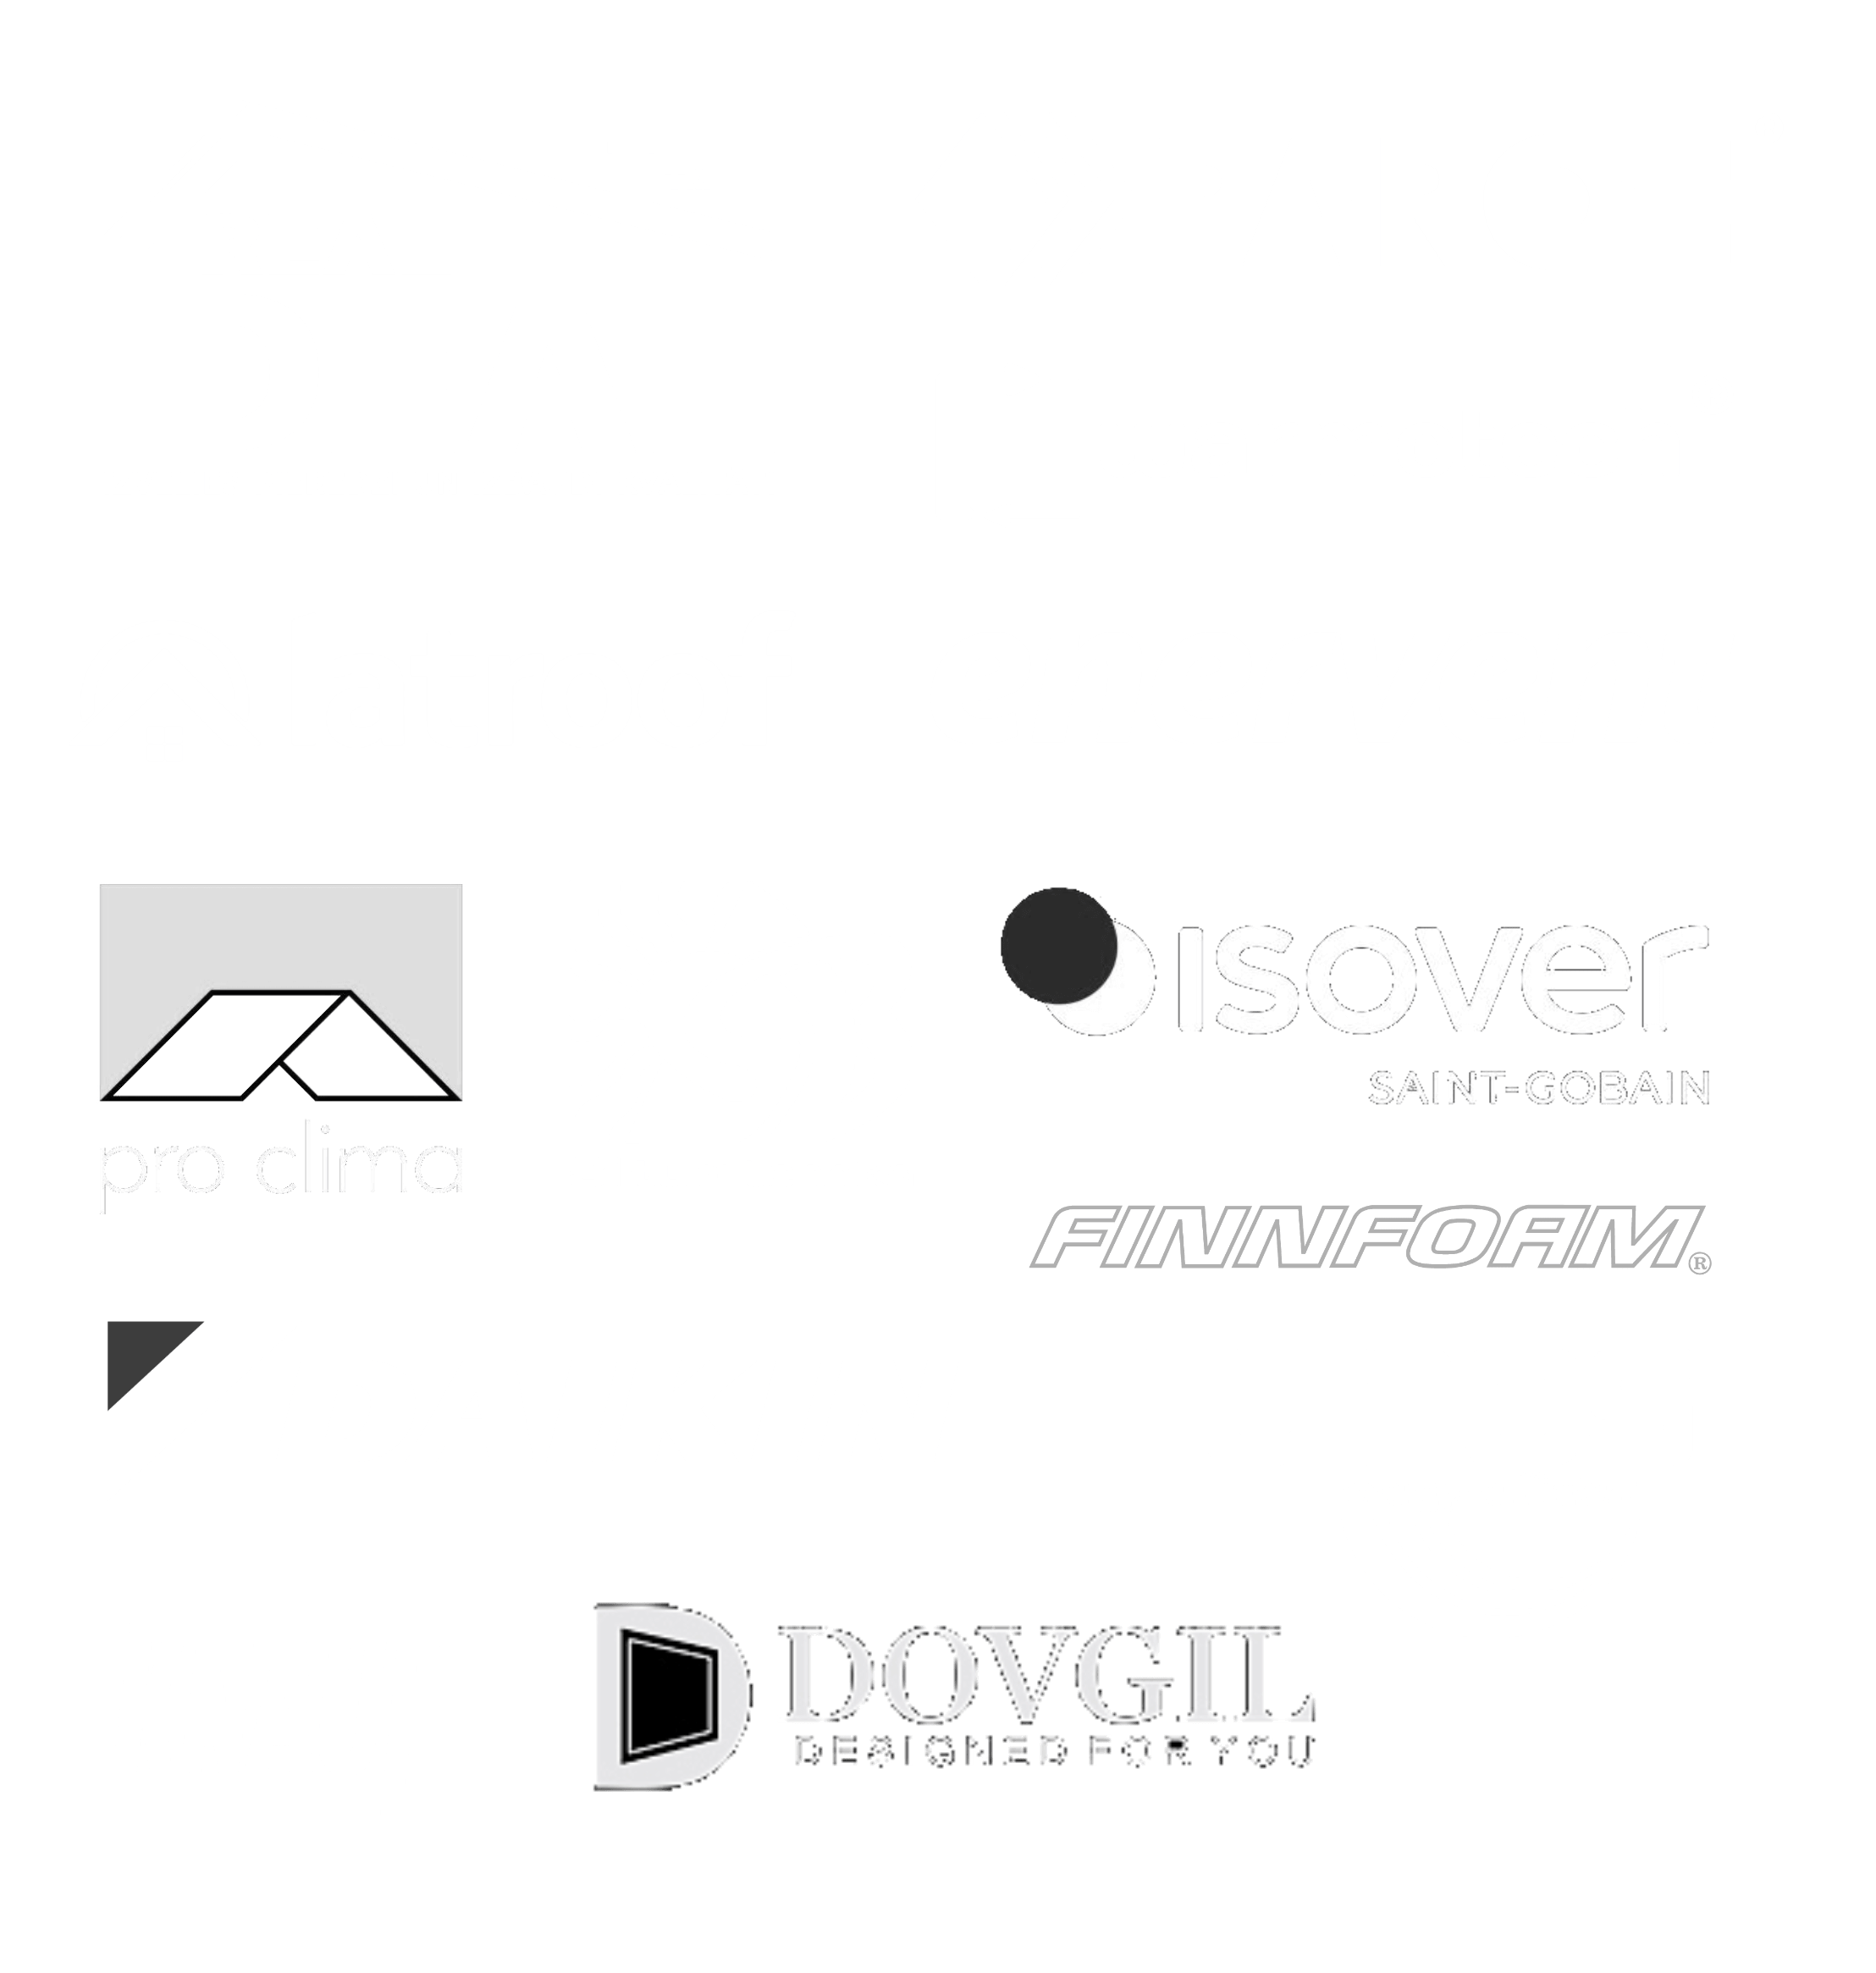 isover
SAINT-GOBAIN
pro clima
FINNFOAM®
DOVGIL
DESIGNED FOR YOU